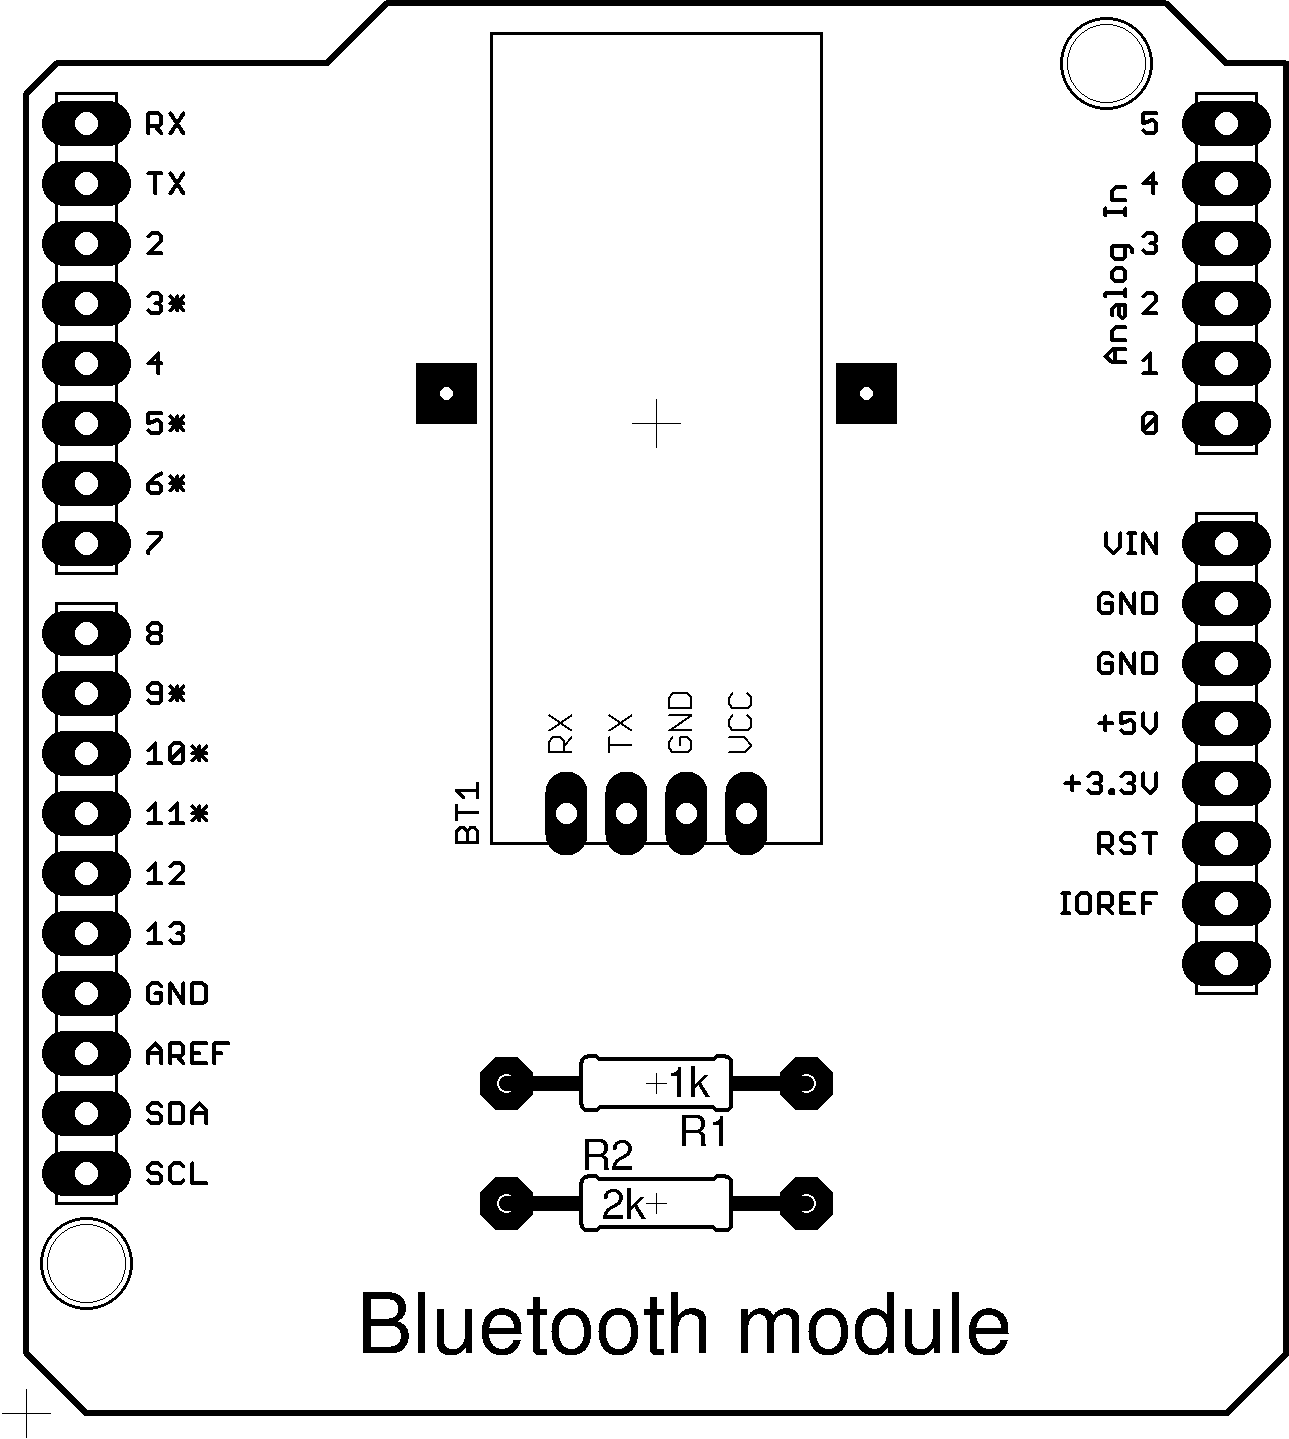 RX
TX
2
3*
4
5*
6*
7
8
9*
10*
11*
12
13
GND
AREF
SDA
SCL
RX
TX
GND
VCC
BT1
5
4
3
2
1
0
Analog In
VIN
GND
GND
+5V
+3.3V
RST
IOREF
1k
R1
R2
2k
Bluetooth module